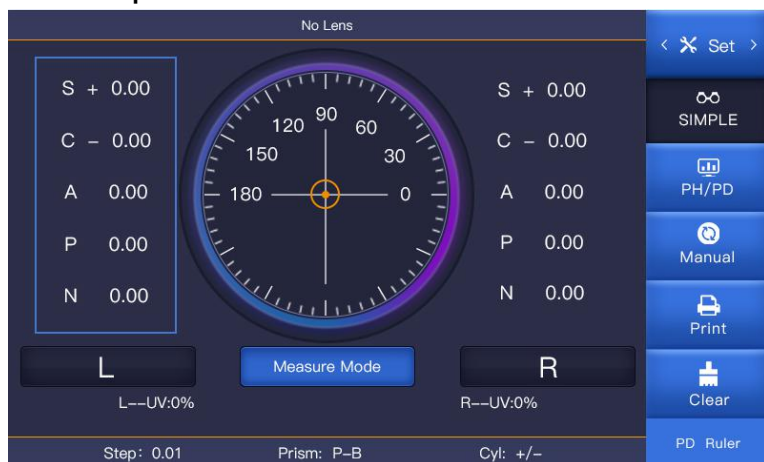 No Lens
S + 0.00
C – 0.00
A 0.00
P 0.00
N 0.00
90
120 60
150 30
180 0
S + 0.00
C – 0.00
A 0.00
P 0.00
N 0.00
L
Measure Mode
R
L--UV:0%
R--UV:0%
Step: 0.01 Prism: P-B Cyl: +/-
< Set >
SIMPLE
PH/PD
Manual
Print
Clear
PD Ruler